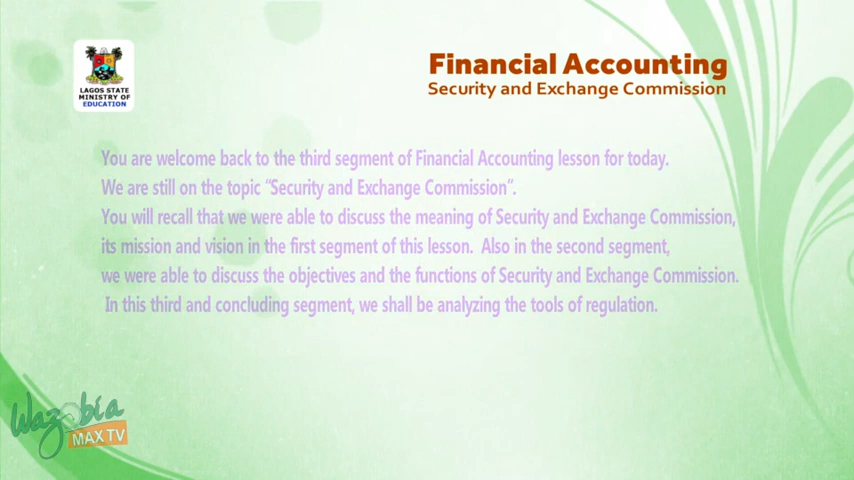 LAGOS STATE
MINISTRY OF
EDUCATION
Financial Accounting
Security and Exchange Commission
You are welcome back to the third segment of Financial Accounting lesson for today.
We are still on the topic “Security and Exchange Commission”.
You will recall that we were able to discuss the meaning of Security and Exchange Commission,
its mission and vision in the first segment of this lesson. Also in the second segment,
we were able to discuss the objectives and the functions of Security and Exchange Commission.
In this third and concluding segment, we shall be analyzing the tools of regulation.
Wazobia
MAX TV